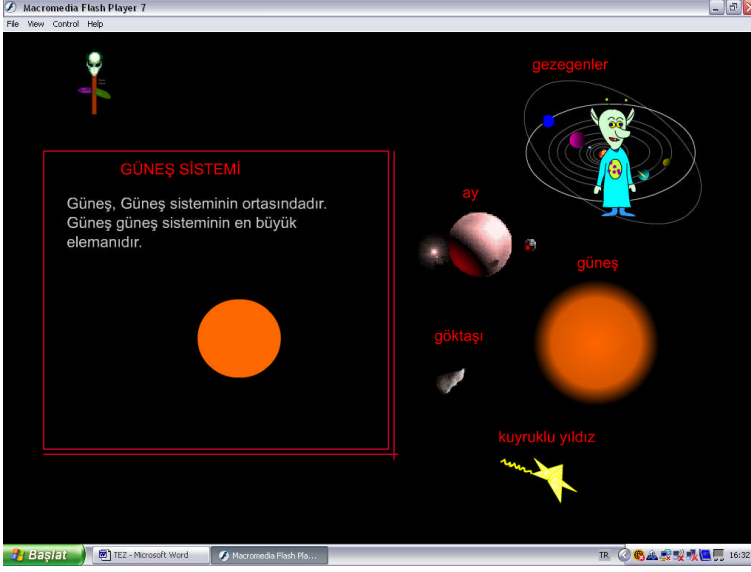 Macromedia Flash Player 7
File View Control Help
gezegenler
GÜNEŞ SİSTEMİ
Güneş, Güneş sisteminin ortasındadır.
Güneş güneş sisteminin en büyük
elemanıdır.
ay
güneş
göktaşı
kuyruklu yıldız
Başlat
TEZ - Microsoft Word
Macromedia Flash Pla...
TR
16:32